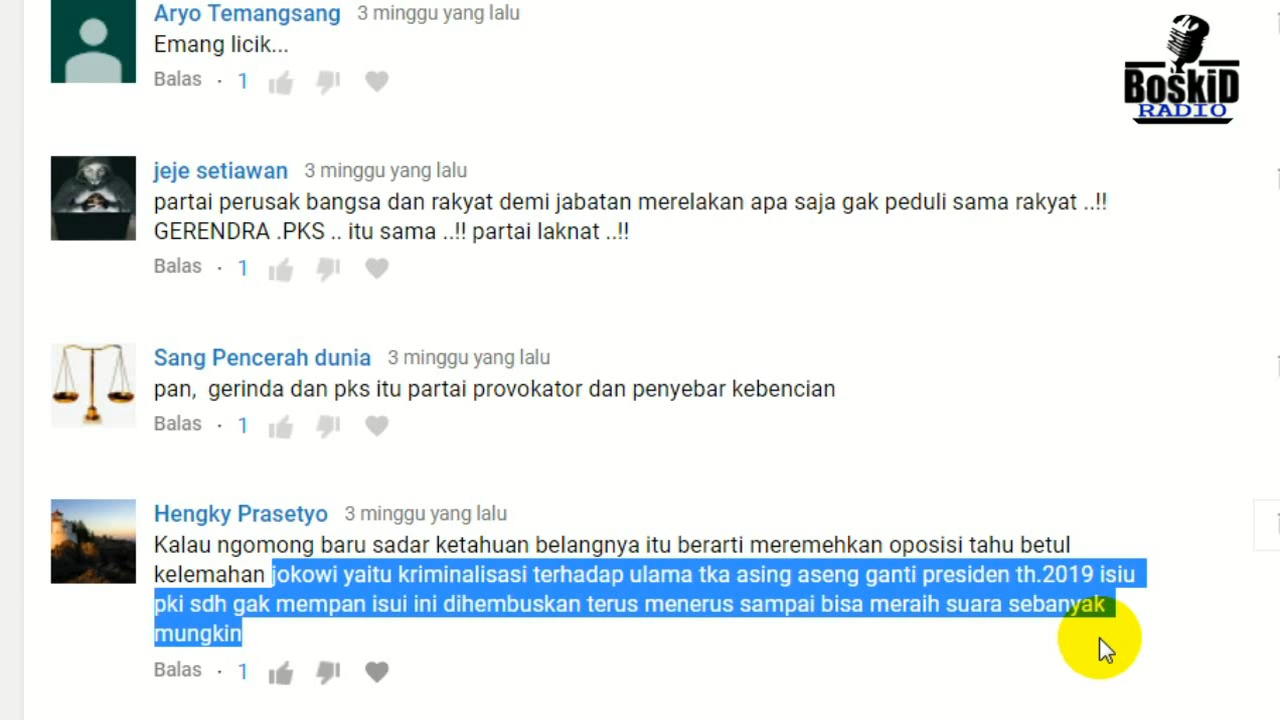 Aryo Temangsang 3 minggu yang lalu
Emang licik...
Balas · 1
BOSKID
RADIO
jeje setiawan 3 minggu yang lalu
partai perusak bangsa dan rakyat demi jabatan merelakan apa saja gak peduli sama rakyat ..!!
GERENDRA .PKS .. itu sama ..!! partai laknat ..!!
Balas · 1
Sang Pencerah dunia 3 minggu yang lalu
pan, gerinda dan pks itu partai provokator dan penyebar kebencian
Balas · 1
Hengky Prasetyo 3 minggu yang lalu
Kalau ngomong baru sadar ketahuan belangnya itu berarti meremehkan oposisi tahu betul
kelemahan jokowi yaitu kriminalisasi terhadap ulama tka asing aseng ganti presiden th.2019 isiu
pki sdh gak mempan isui ini dihembuskan terus menerus sampai bisa meraih suara sebanyak
mungkin
Balas · 1